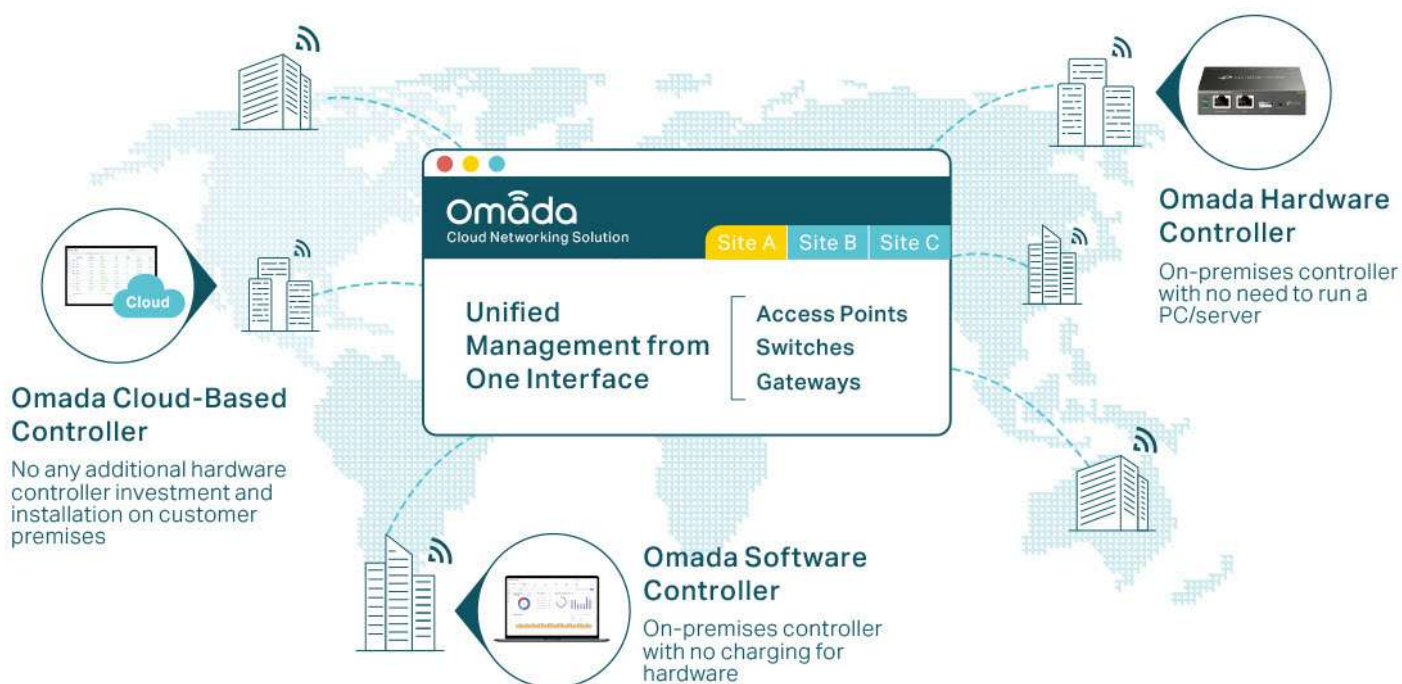 Omada
Cloud Networking Solution
Site A
Site B
Site C
Unified
Management from
One Interface
Access Points
Switches
Gateways
Cloud
Omada Cloud-Based
Controller
No any additional hardware
controller investment and
installation on customer
premises
Omada Hardware
Controller
On-premises controller
with no need to run a
PC/server
Omada Software
Controller
On-premises controller
with no charging for
hardware